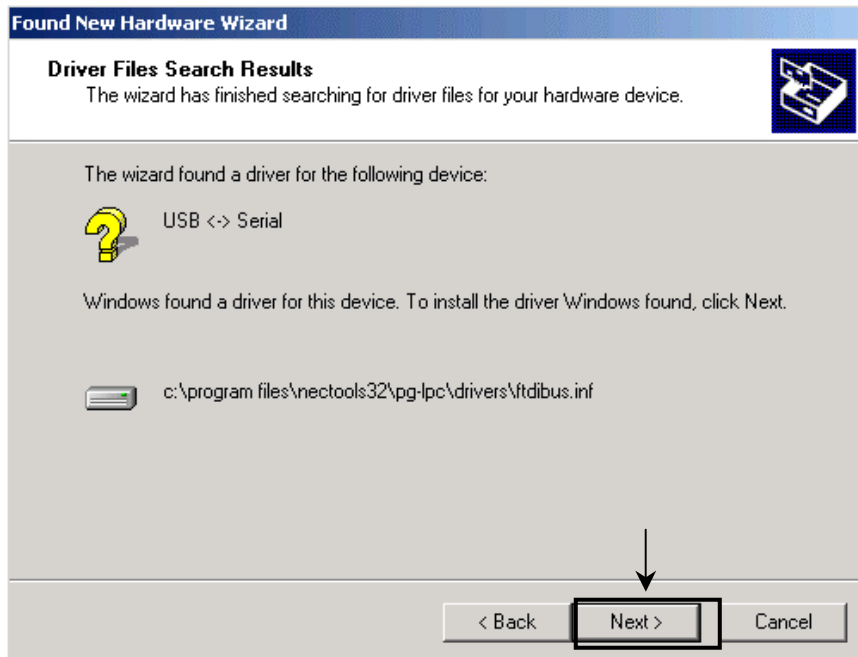 Found New Hardware Wizard
Driver Files Search Results
The wizard has finished searching for driver files for your hardware device.
The wizard found a driver for the following device:
USB <-> Serial
Windows found a driver for this device. To install the driver Windows found, click Next.
c:\program files\nectools32\pg-lpc\drivers\ftdibus.inf
< Back Next > Cancel